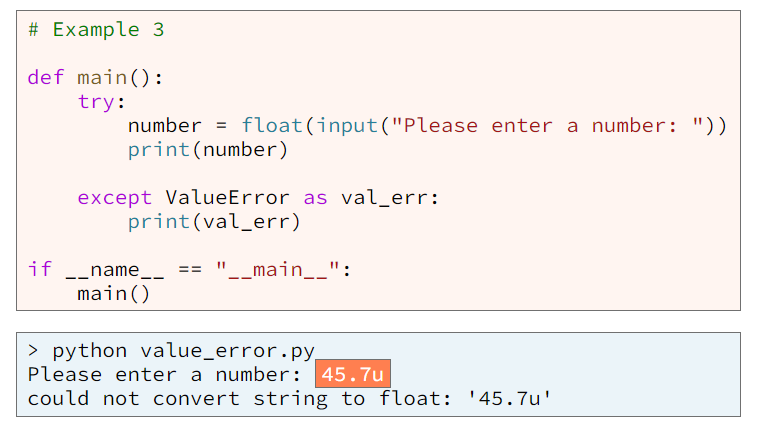 # Example 3
def main():
    try:
        number = float(input("Please enter a number: "))
        print(number)
    except ValueError as val_err:
        print(val_err)
if __name__ == "__main__":
    main()
> python value_error.py
Please enter a number: 45.7u
could not convert string to float: '45.7u'